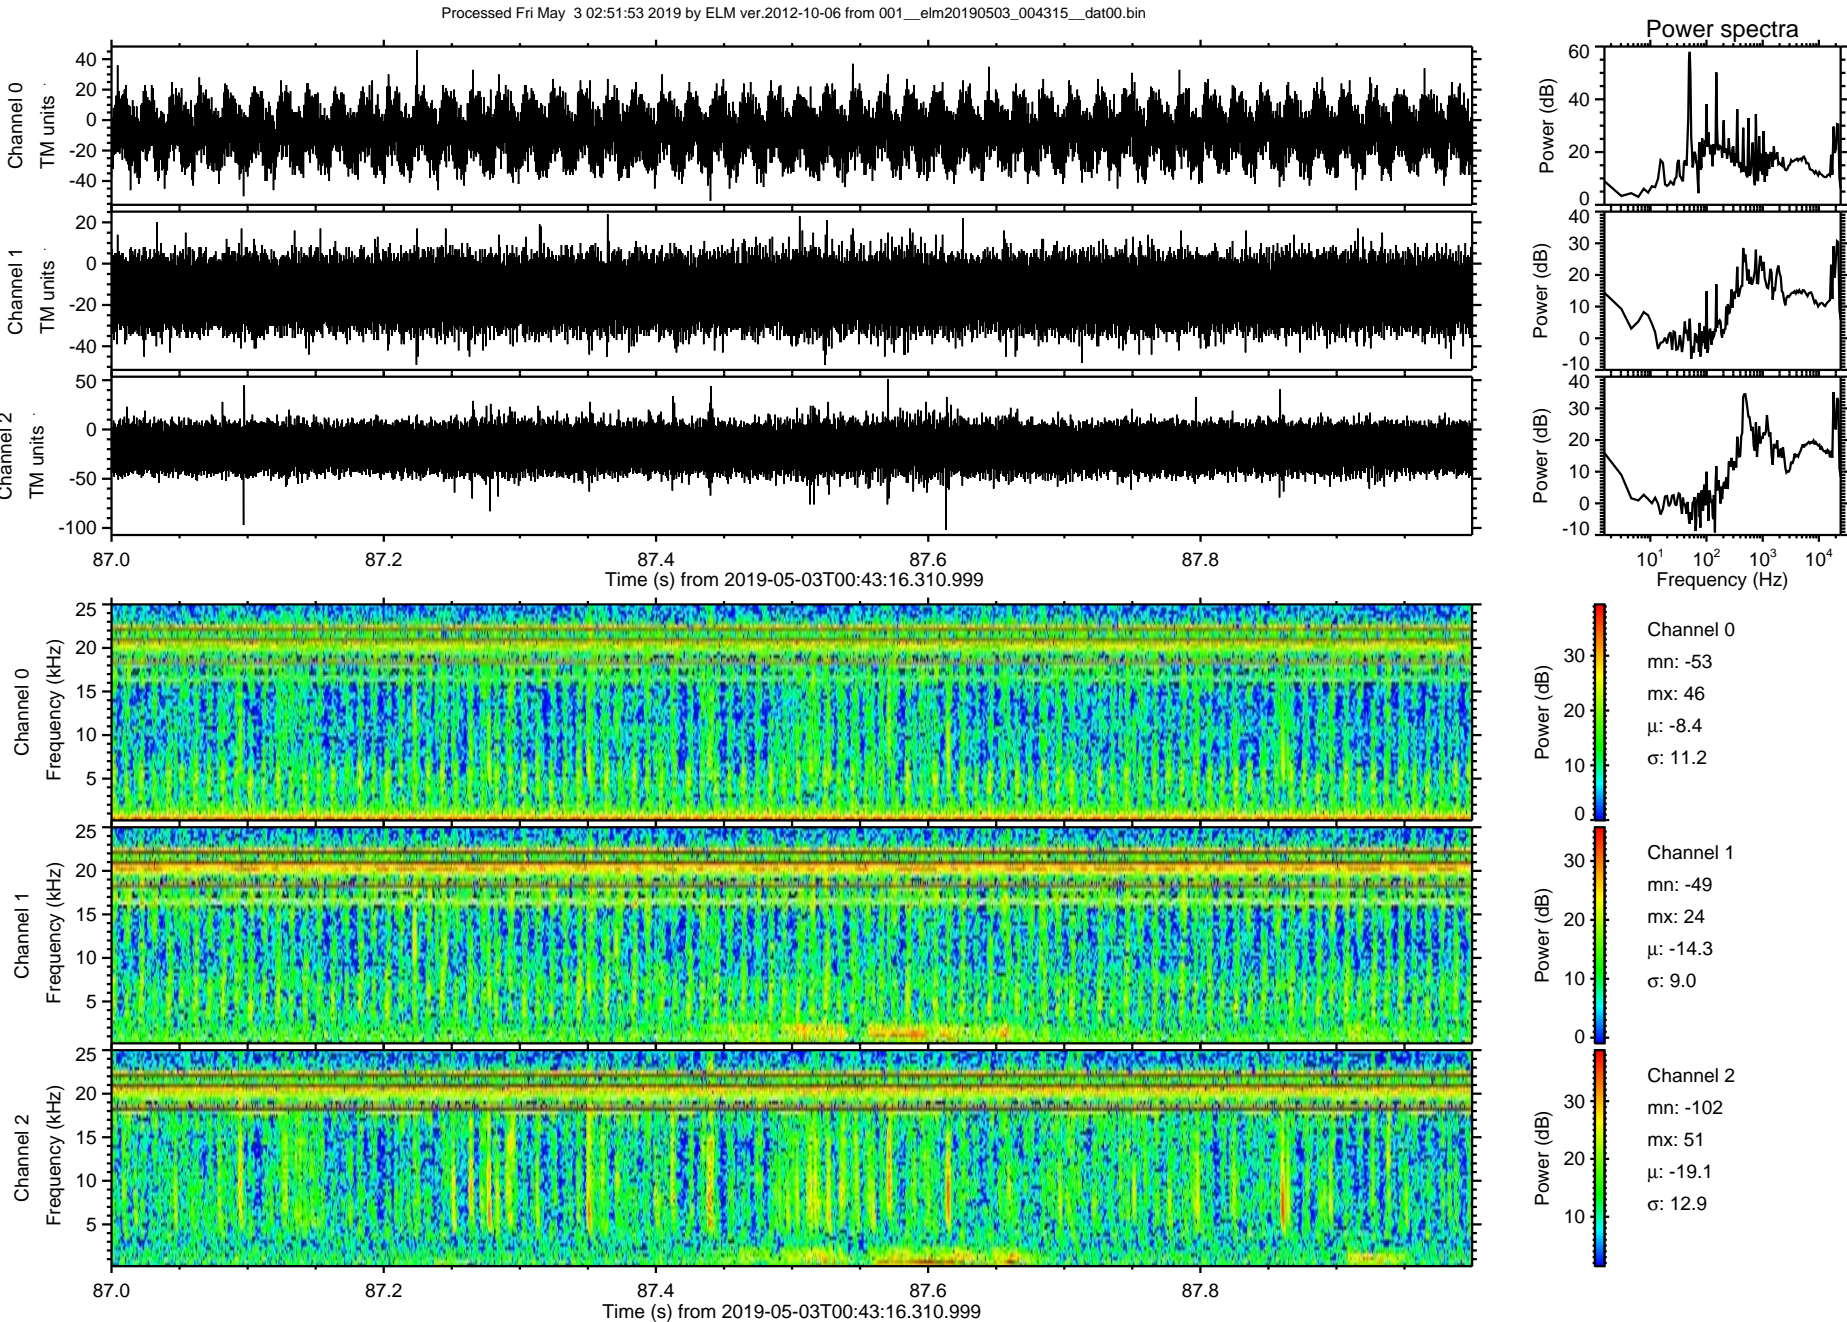 Processed Fri May  3 02:51:53 2019 by ELM ver.2012-10-06 from 001__elm20190503_004315__dat00.bin
Power spectra
Channel 0
TM units
40
20
0
-20
-40
Power (dB)
60
40
20
0
Channel 1
TM units
20
0
-20
-40
Power (dB)
40
30
20
10
0
-10
Channel 2
TM units
50
0
-50
-100
Power (dB)
40
30
20
10
0
-10
87.0 87.2 87.4 87.6 87.8
Time (s) from 2019-05-03T00:43:16.310.999
10¹ 10² 10³ 10⁴
Frequency (Hz)
Channel 0
Frequency (kHz)
25
20
15
10
5
Power (dB)
30
20
10
0
Channel 0
mn: -53
mx: 46
μ: -8.4
σ: 11.2
Channel 1
Frequency (kHz)
25
20
15
10
5
Power (dB)
30
20
10
0
Channel 1
mn: -49
mx: 24
μ: -14.3
σ: 9.0
Channel 2
Frequency (kHz)
25
20
15
10
5
Power (dB)
30
20
10
Channel 2
mn: -102
mx: 51
μ: -19.1
σ: 12.9
87.0 87.2 87.4 87.6 87.8
Time (s) from 2019-05-03T00:43:16.310.999